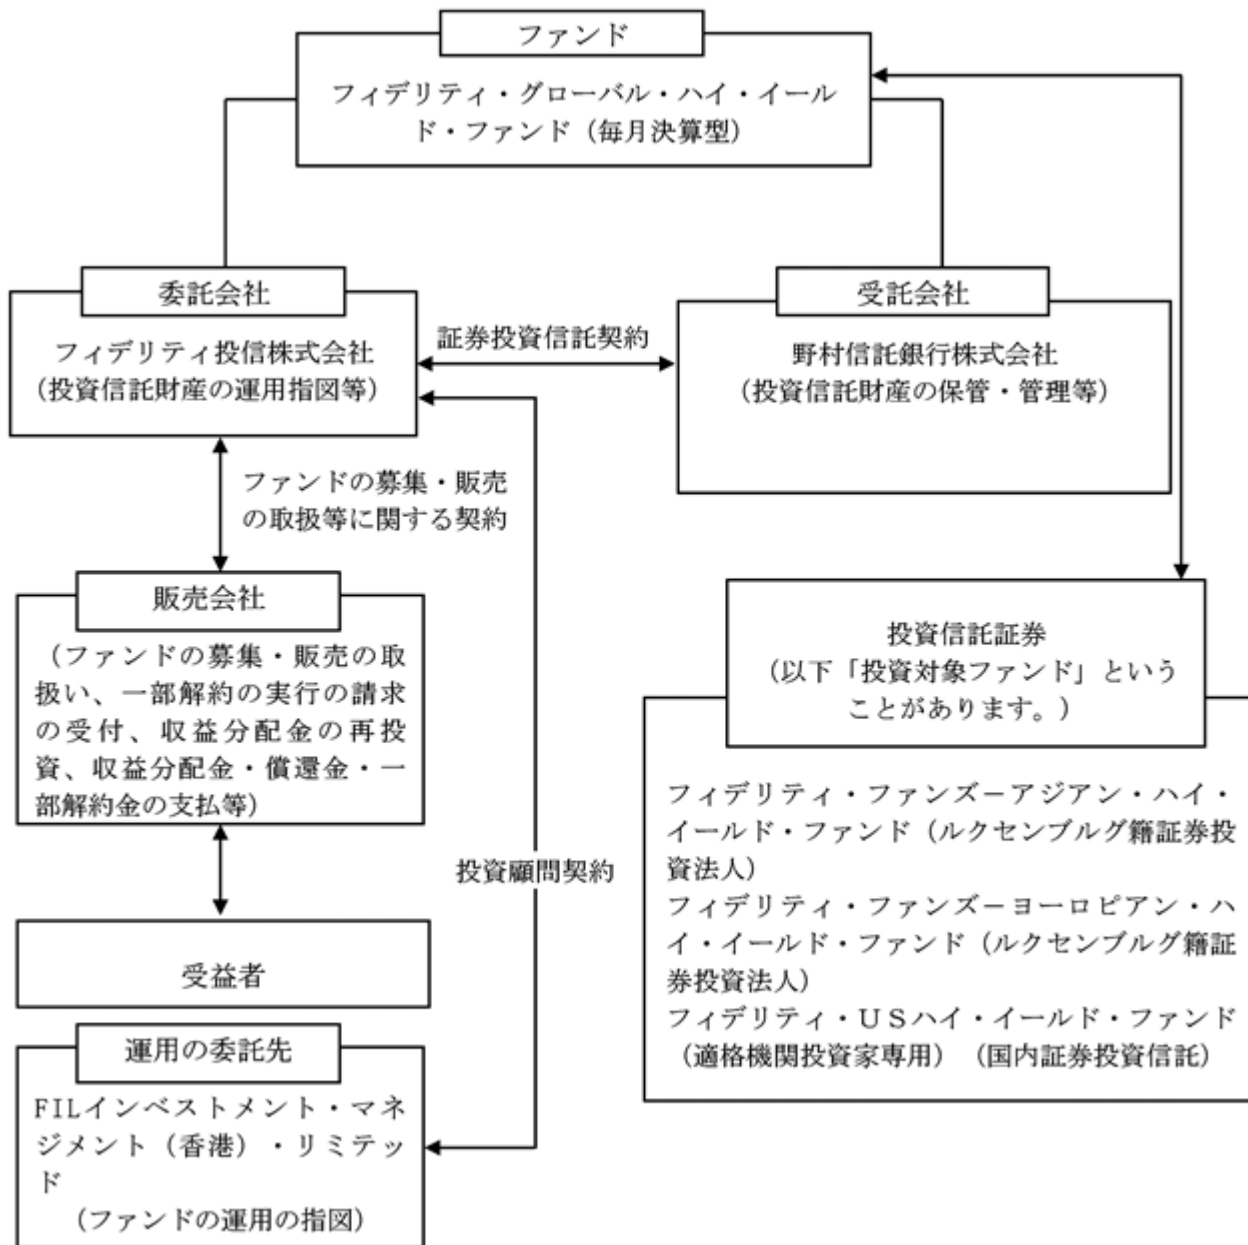 ファンド
フィデリティ・グローバル・ハイ・イール
ド・ファンド（毎月決算型）
委託会社
フィデリティ投信株式会社
（投資信託財産の運用指図等）
証券投資信託契約
受託会社
野村信託銀行株式会社
（投資信託財産の保管・管理等）
ファンドの募集・販売
の取扱等に関する契約
販売会社
（ファンドの募集・販売の取
扱い、一部解約の実行の請求
の受付、収益分配金の再投
資、収益分配金・償還金・一
部解約金の支払等）
投資信託証券
（以下「投資対象ファンド」という
ことがあります。）
フィデリティ・ファンズ－アジアン・ハイ・
イールド・ファンド（ルクセンブルグ籍証券投
資法人）
フィデリティ・ファンズ－ヨーロピアン・ハ
イ・イールド・ファンド（ルクセンブルグ籍証
券投資法人）
フィデリティ・ＵＳハイ・イールド・ファンド
（適格機関投資家専用）（国内証券投資信託）
投資顧問契約
受益者
運用の委託先
FILインベストメント・マネ
ジメント（香港）・リミテッ
ド
（ファンドの運用の指図）